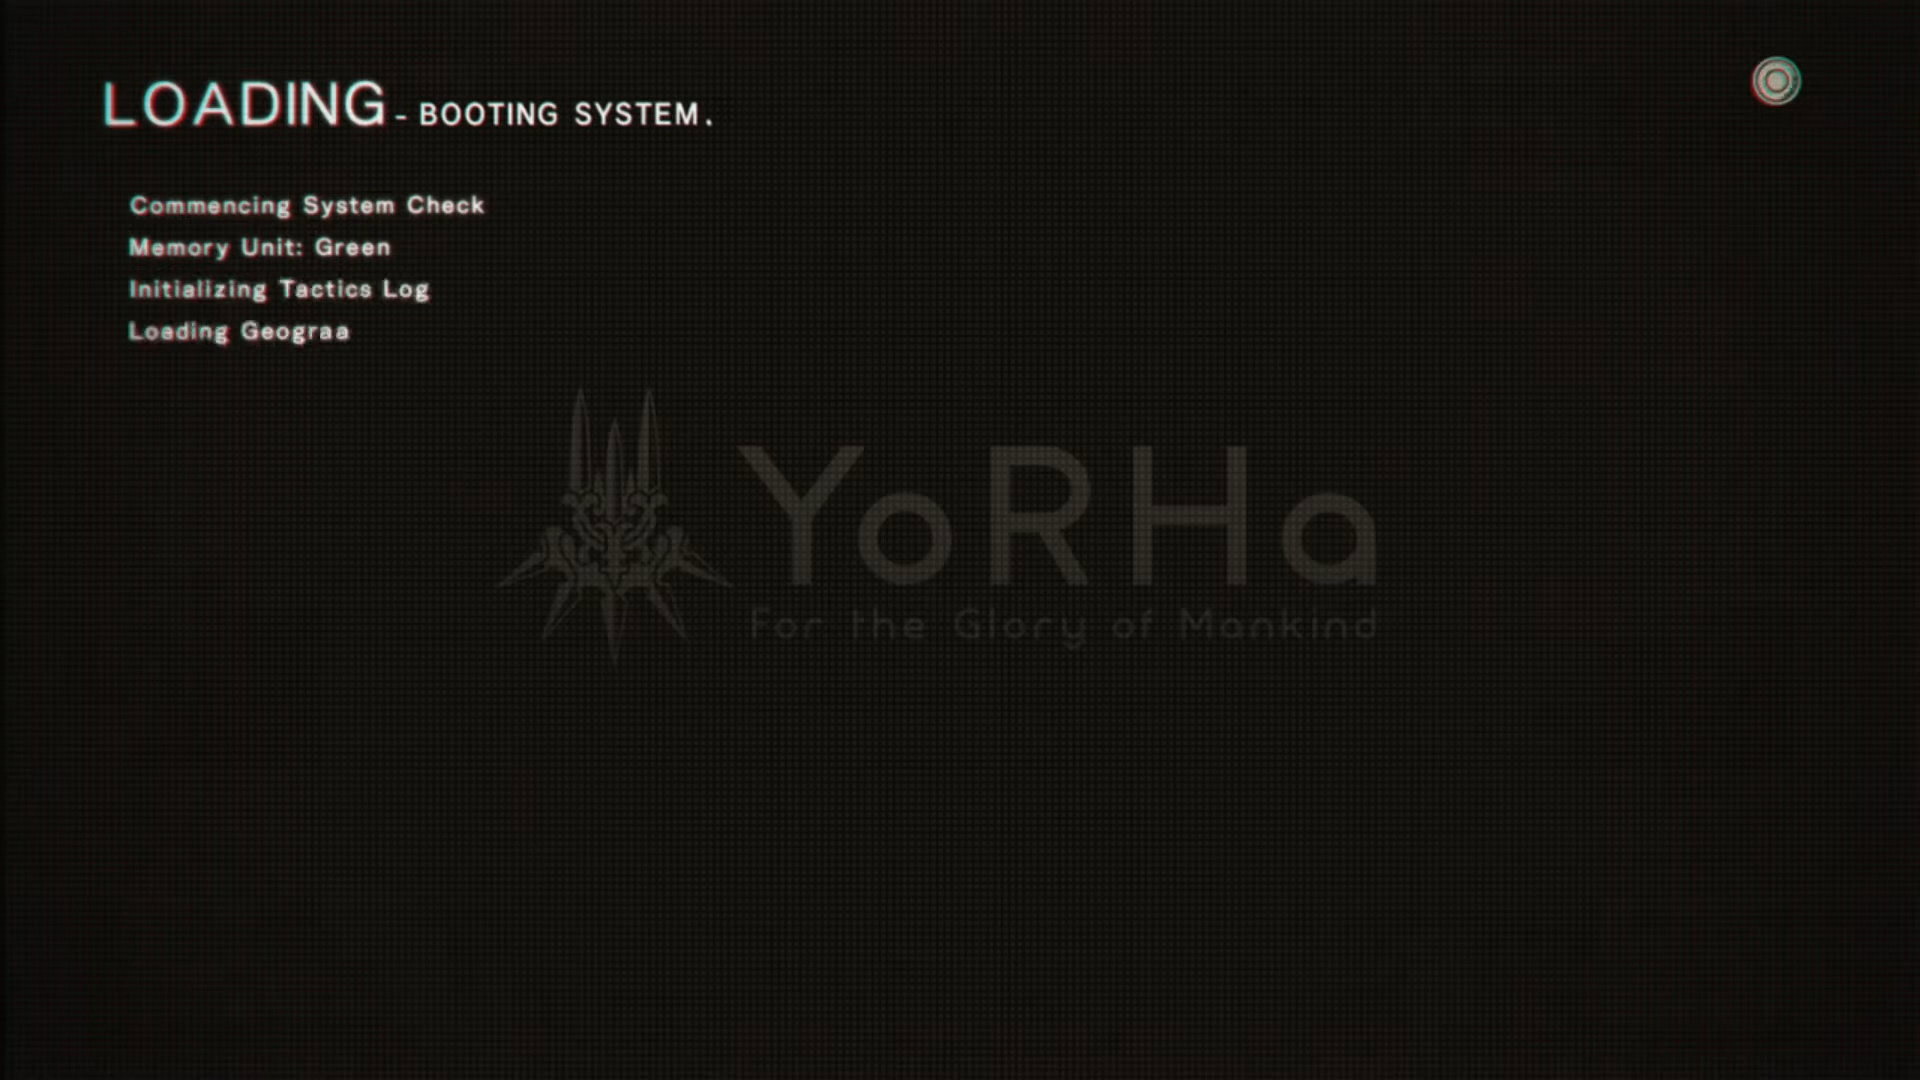 LOADING - BOOTING SYSTEM.
Commencing System Check
Memory Unit: Green
Initializing Tactics Log
Loading Geograa
YoRHa
For the Glory of Mankind